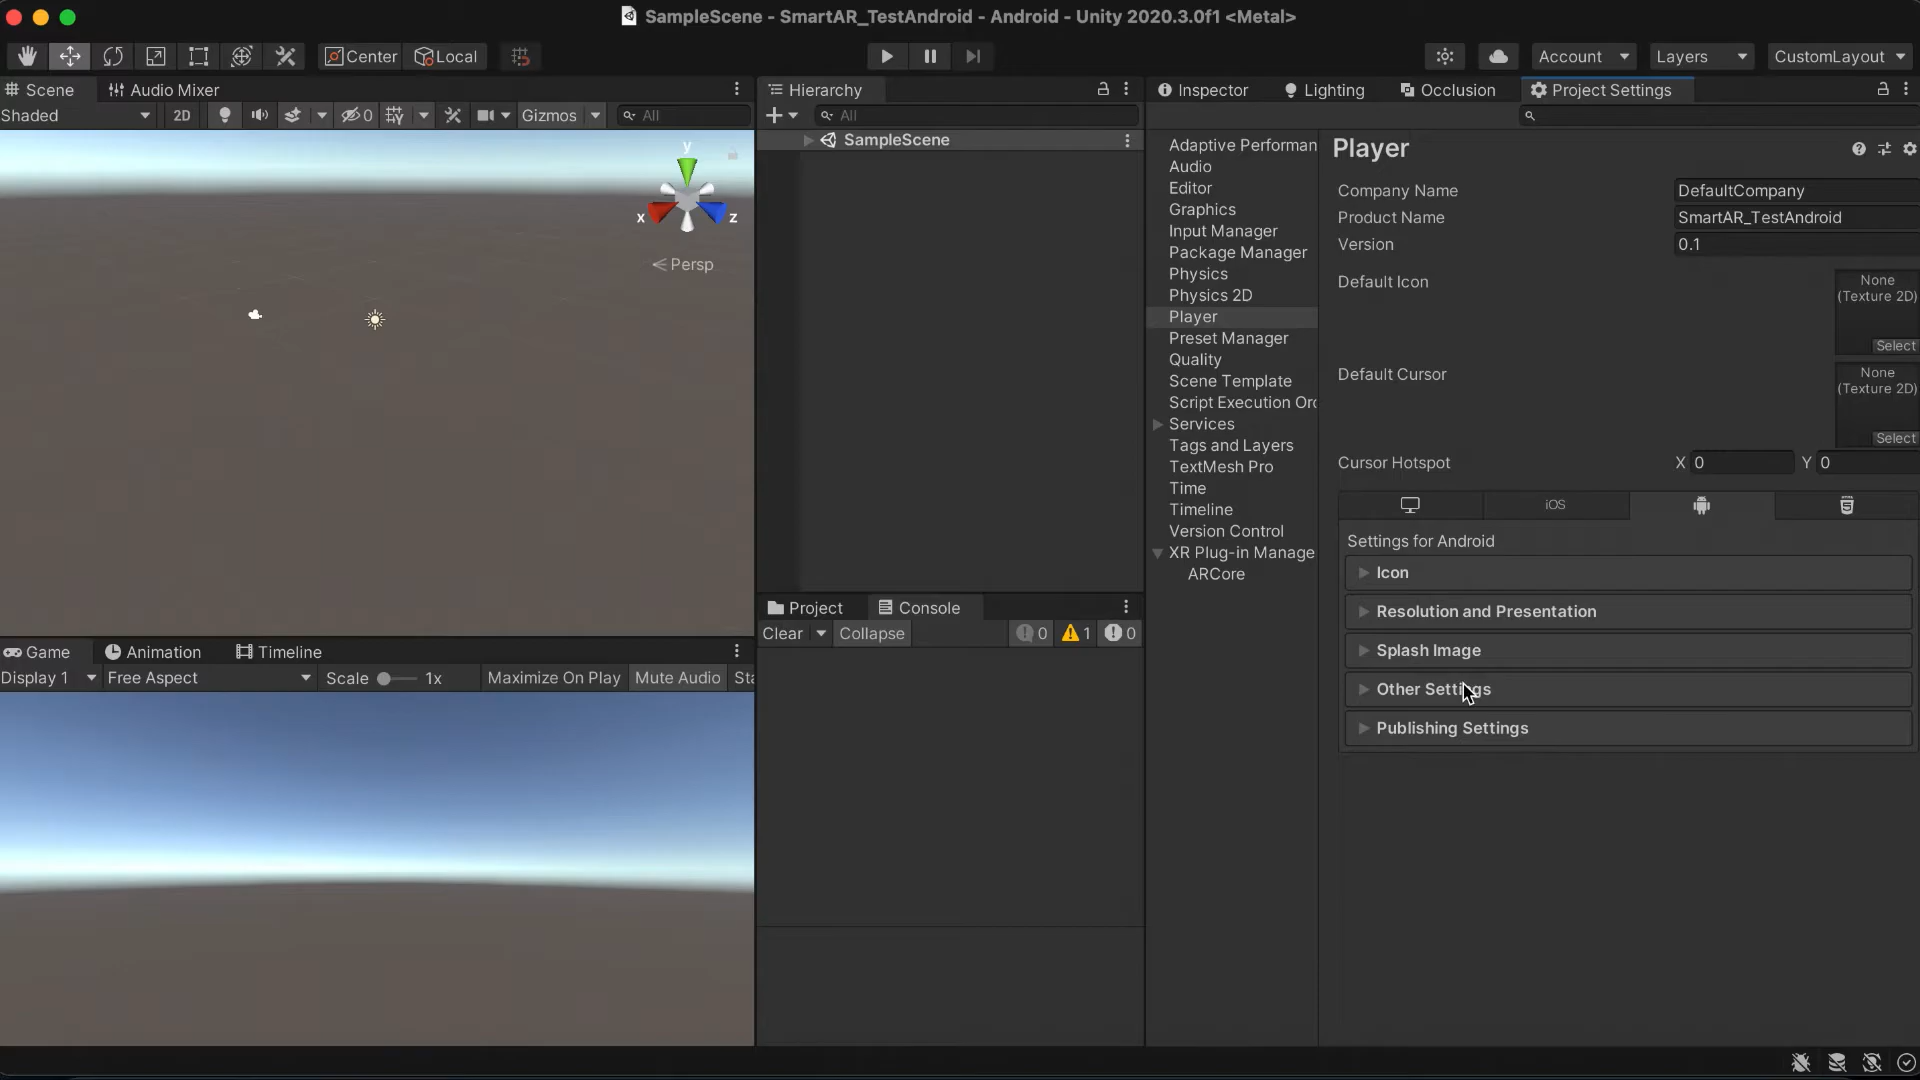 SampleScene - SmartAR_TestAndroid - Android - Unity 2020.3.0f1 <Metal>
Center
Local
Account
Layers
CustomLayout
Scene
Audio Mixer
Shaded
2D
0
Gizmos
All
y
x
z
Persp
Game
Animation
Timeline
Display 1
Free Aspect
Scale
1x
Maximize On Play
Mute Audio
Sta
Hierarchy
All
SampleScene
Project
Console
Clear
Collapse
0
1
0
Inspector
Lighting
Occlusion
Project Settings
Adaptive Performan
Audio
Editor
Graphics
Input Manager
Package Manager
Physics
Physics 2D
Player
Preset Manager
Quality
Scene Template
Script Execution Ord
Services
Tags and Layers
TextMesh Pro
Time
Timeline
Version Control
XR Plug-in Manage
ARCore
Player
Company Name
DefaultCompany
Product Name
SmartAR_TestAndroid
Version
0.1
Default Icon
None
(Texture 2D)
Select
Default Cursor
None
(Texture 2D)
Select
Cursor Hotspot
X 0
Y 0
iOS
Settings for Android
Icon
Resolution and Presentation
Splash Image
Other Settings
Publishing Settings